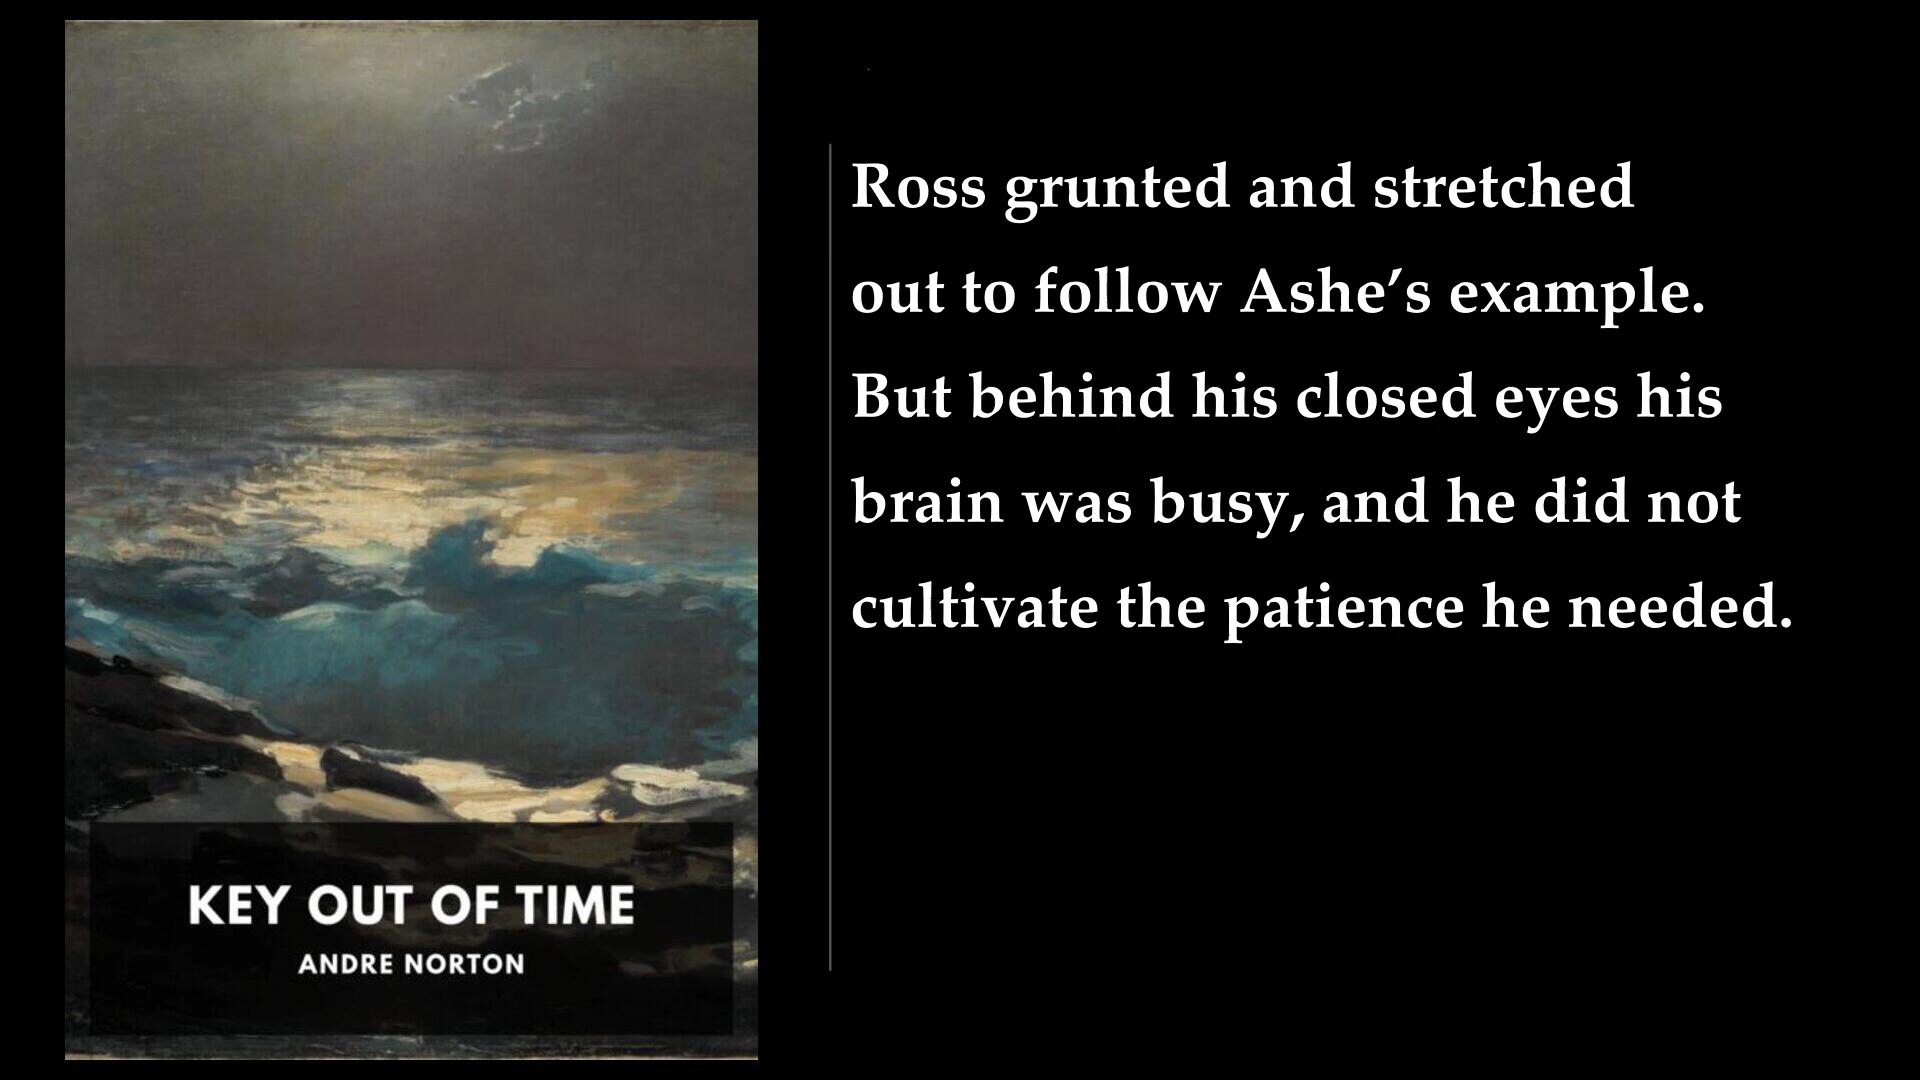 Ross grunted and stretched
out to follow Ashe’s example.
But behind his closed eyes his
brain was busy, and he did not
cultivate the patience he needed.
KEY OUT OF TIME
ANDRE NORTON